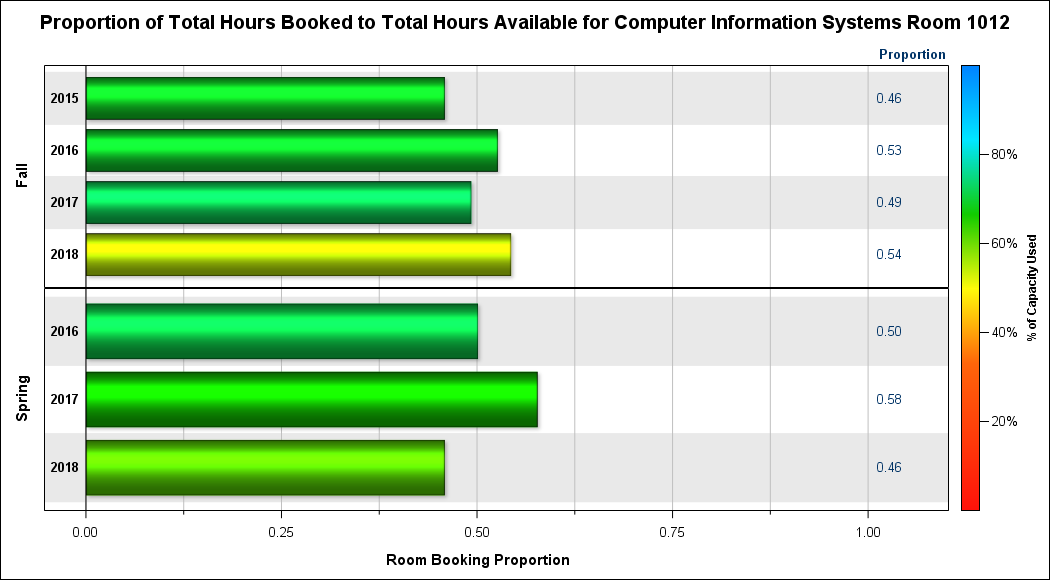 Proportion of Total Hours Booked to Total Hours Available for Computer Information Systems Room 1012
Proportion
Fall
2015 0.46
2016 0.53
2017 0.49
2018 0.54
Spring
2016 0.50
2017 0.58
2018 0.46
0.00 0.25 0.50 0.75 1.00
Room Booking Proportion
80%
60%
40%
20%
% of Capacity Used